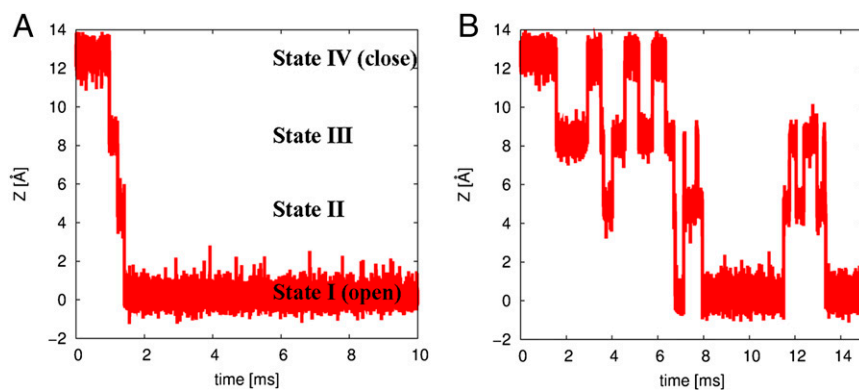 A
Z [Å]
14
12
10
8
6
4
2
0
−2
State IV (close)
State III
State II
State I (open)
0 2 4 6 8 10
time [ms]
B
Z [Å]
14
12
10
8
6
4
2
0
−2
0 2 4 6 8 10 12 14
time [ms]